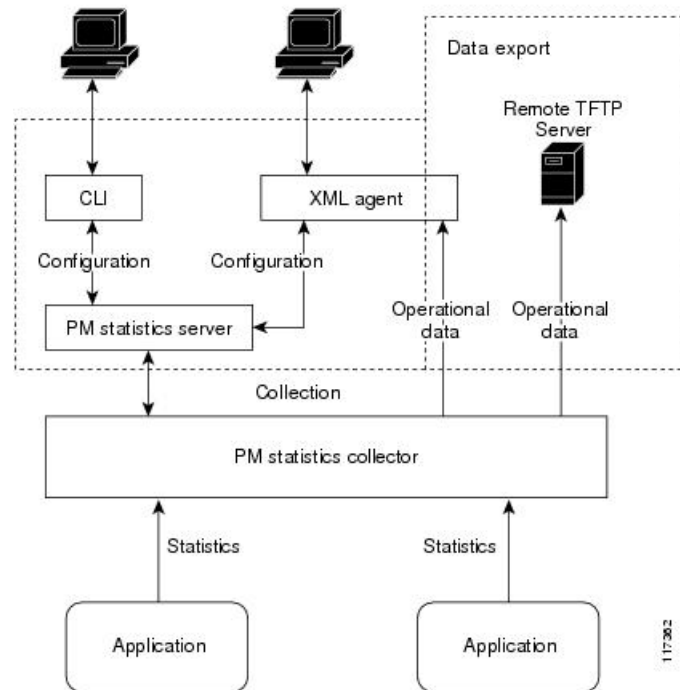 Data export
Remote TFTP
Server
CLI
XML agent
Configuration
Configuration
PM statistics server
Operational
data
Operational
data
Collection
PM statistics collector
Statistics
Statistics
Application
Application
117362